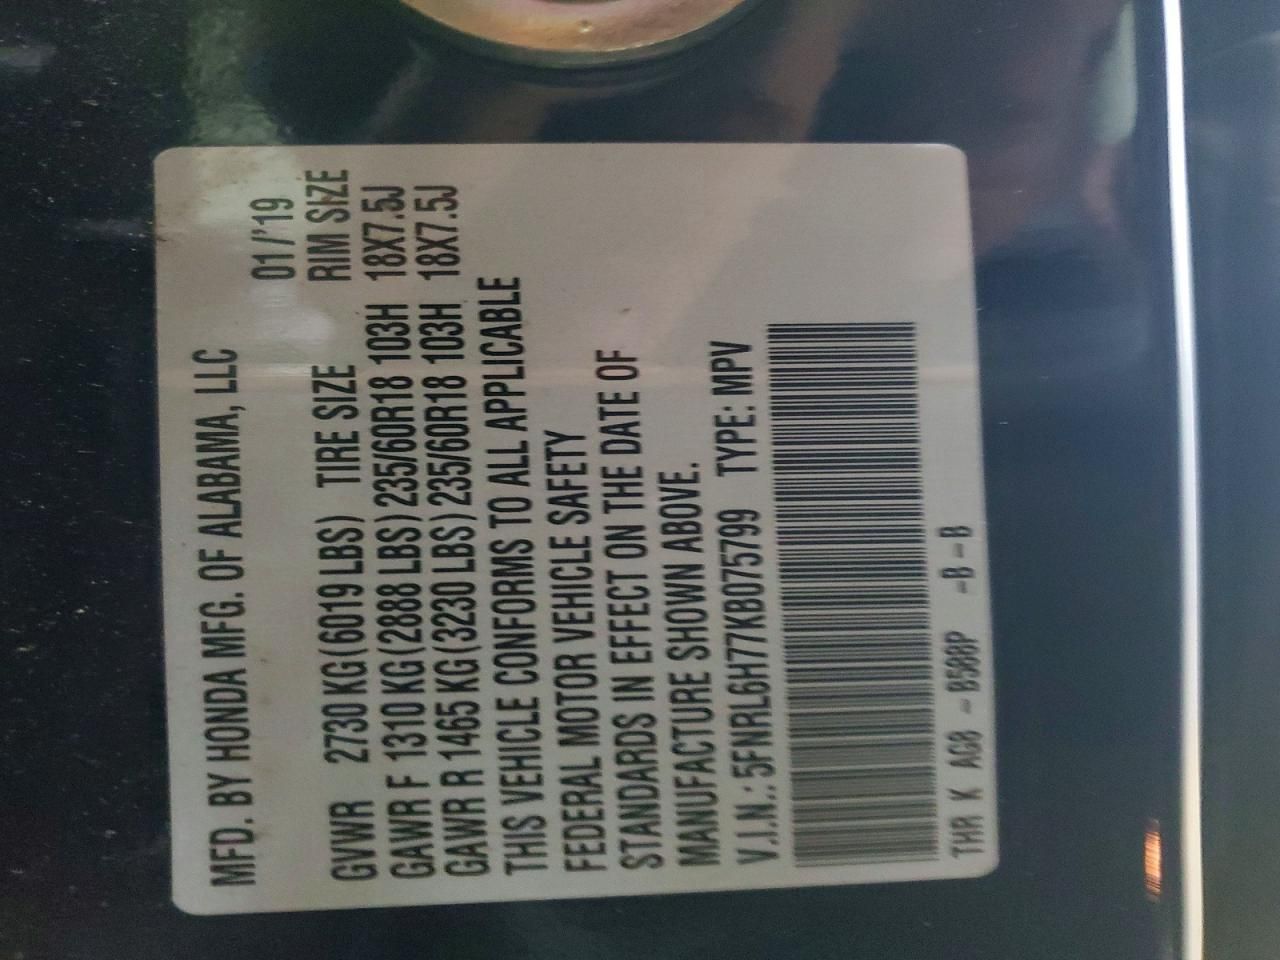 MFD. BY HONDA MFG. OF ALABAMA, LLC
01/'19
GVWR 2730 KG (6019 LBS) TIRE SIZE RIM SIZE
GAWR F 1310 KG (2888 LBS) 235/60R18 103H 18X7.5J
GAWR R 1465 KG (3230 LBS) 235/60R18 103H 18X7.5J
THIS VEHICLE CONFORMS TO ALL APPLICABLE
FEDERAL MOTOR VEHICLE SAFETY
STANDARDS IN EFFECT ON THE DATE OF
MANUFACTURE SHOWN ABOVE.
V.I.N.: 5FNRL6H77KB075799 TYPE: MPV
THR K AG8 -B588P -B-B